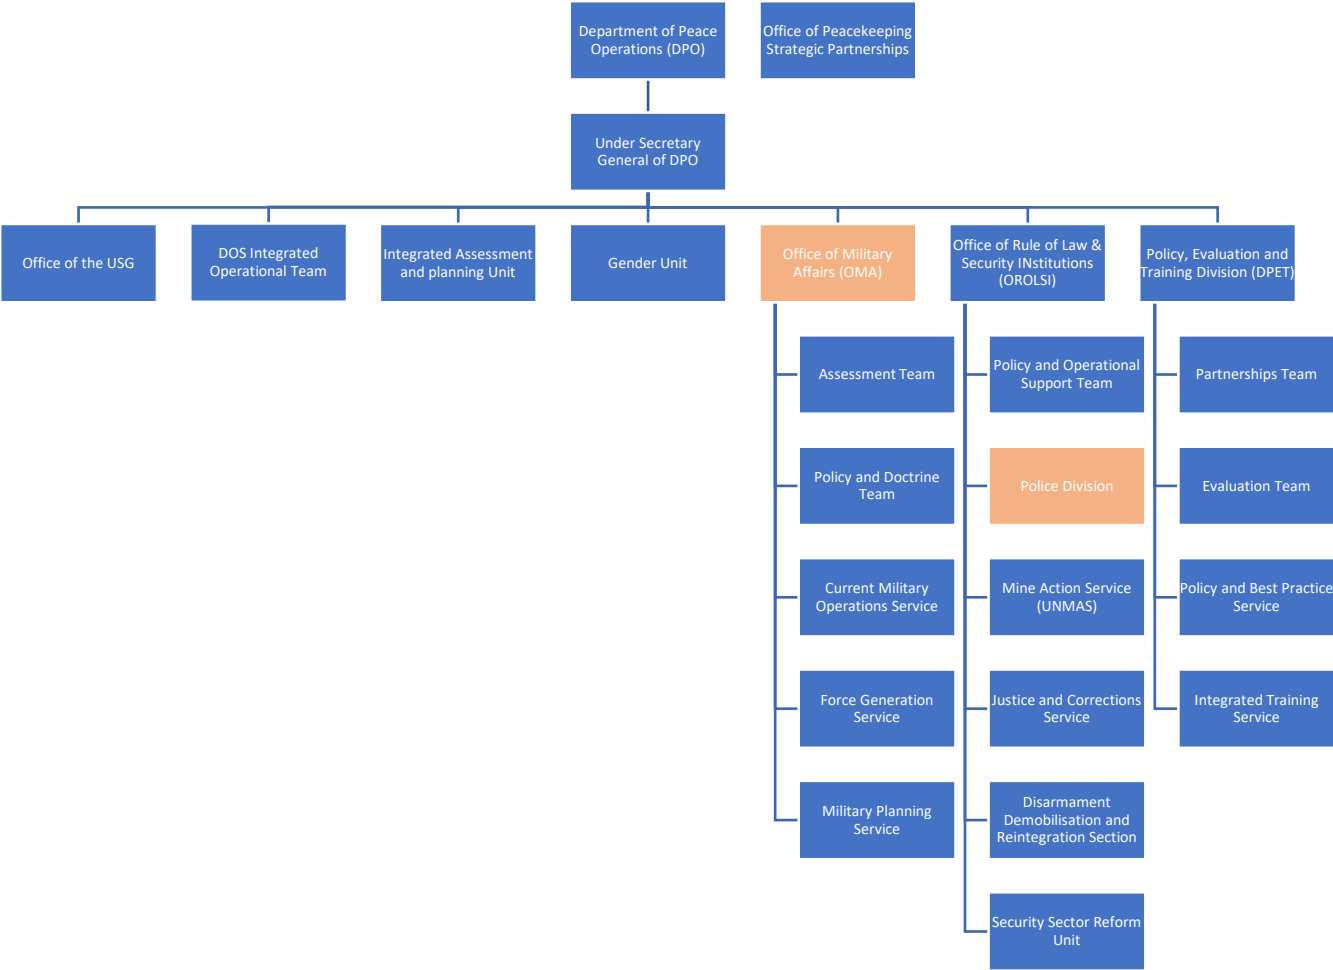 Department of Peace
Operations (DPO)
Office of Peacekeeping
Strategic Partnerships
Under Secretary
General of DPO
Office of the USG
DOS Integrated
Operational Team
Integrated Assessment
and planning Unit
Gender Unit
Office of Military
Affairs (OMA)
Office of Rule of Law &
Security INstitutions
(OROLSI)
Policy, Evaluation and
Training Division (DPET)
Assessment Team
Policy and Operational
Support Team
Partnerships Team
Policy and Doctrine
Team
Police Division
Evaluation Team
Current Military
Operations Service
Mine Action Service
(UNMAS)
Policy and Best Practice
Service
Force Generation
Service
Justice and Corrections
Service
Integrated Training
Service
Military Planning
Service
Disarmament
Demobilisation and
Reintegration Section
Security Sector Reform
Unit